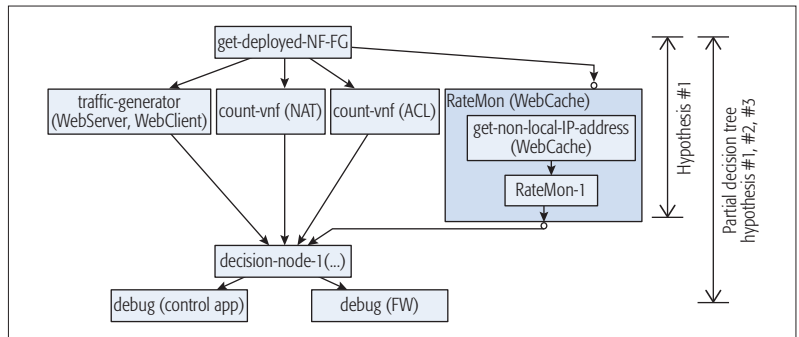 get-deployed-NF-FG
traffic-generator
(WebServer, WebClient)
count-vnf (NAT)
count-vnf (ACL)
RateMon (WebCache)
get-non-local-IP-address
(WebCache)
RateMon-1
decision-node-1(...)
debug (control app)
debug (FW)
Hypothesis #1
Partial decision tree
hypothesis #1, #2, #3